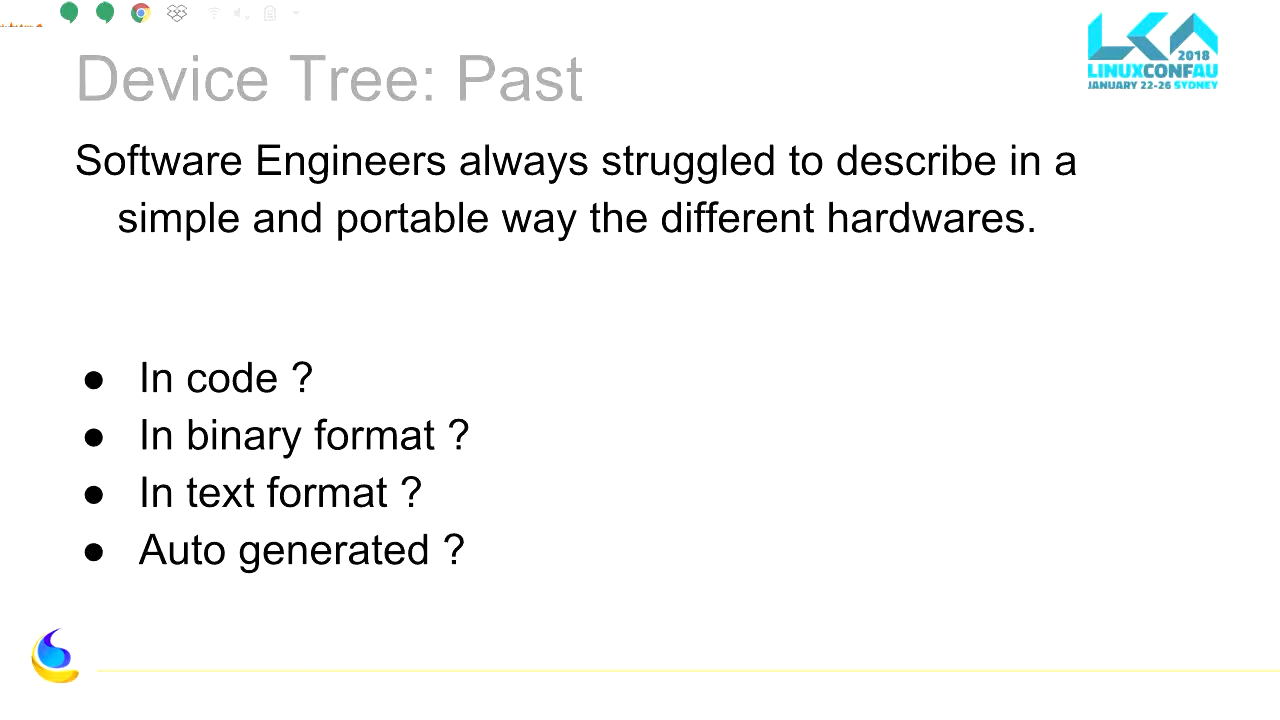 Device Tree: Past
2018
LINUXCONFAU
JANUARY 22-26 SYDNEY
Software Engineers always struggled to describe in a
simple and portable way the different hardwares.
● In code ?
● In binary format ?
● In text format ?
● Auto generated ?